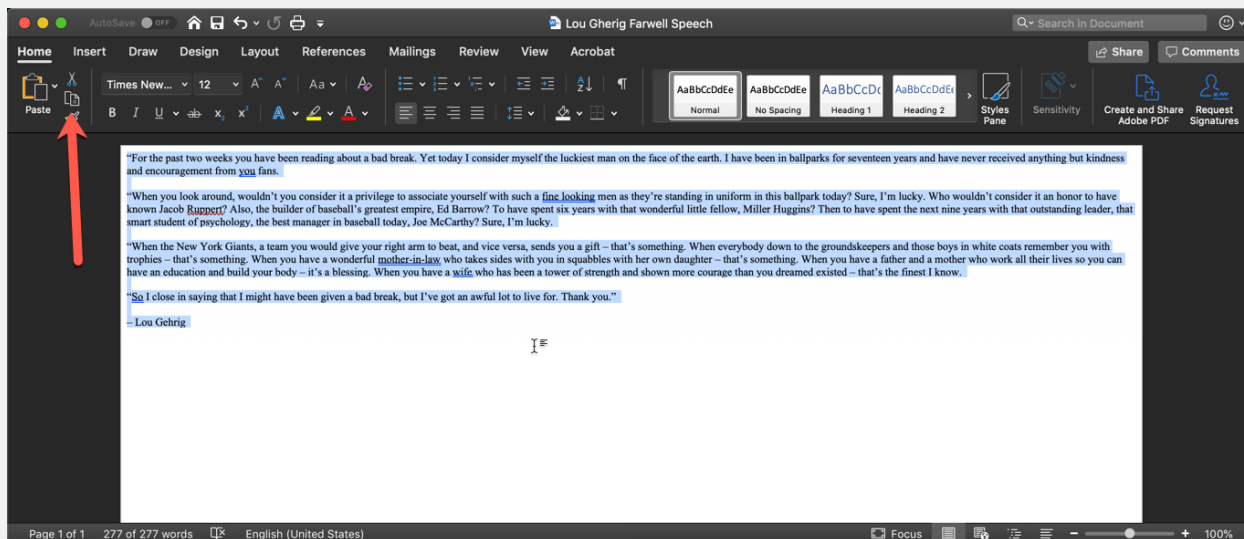 AutoSave OFF Lou Gherig Farwell Speech Search in Document
Home Insert Draw Design Layout References Mailings Review View Acrobat Share Comments
Times New... 12 Aa
Paste B I U ab x x A A
AaBbCcDdEe AaBbCcDdEe AaBbCcDc AaBbCcDdEe
Normal No Spacing Heading 1 Heading 2
Styles Pane Sensitivity Create and Share Adobe PDF Request Signatures
“For the past two weeks you have been reading about a bad break. Yet today I consider myself the luckiest man on the face of the earth. I have been in ballparks for seventeen years and have never received anything but kindness
and encouragement from you fans.
“When you look around, wouldn’t you consider it a privilege to associate yourself with such a fine looking men as they’re standing in uniform in this ballpark today? Sure, I’m lucky. Who wouldn’t consider it an honor to have
known Jacob Ruppert? Also, the builder of baseball’s greatest empire, Ed Barrow? To have spent six years with that wonderful little fellow, Miller Huggins? Then to have spent the next nine years with that outstanding leader, that
smart student of psychology, the best manager in baseball today, Joe McCarthy? Sure, I’m lucky.
“When the New York Giants, a team you would give your right arm to beat, and vice versa, sends you a gift – that’s something. When everybody down to the groundskeepers and those boys in white coats remember you with
trophies – that’s something. When you have a wonderful mother-in-law who takes sides with you in squabbles with her own daughter – that’s something. When you have a father and a mother who work all their lives so you can
have an education and build your body – it’s a blessing. When you have a wife who has been a tower of strength and shown more courage than you dreamed existed – that’s the finest I know.
“So I close in saying that I might have been given a bad break, but I’ve got an awful lot to live for. Thank you.”
– Lou Gehrig
Page 1 of 1 277 of 277 words English (United States) Focus 100%